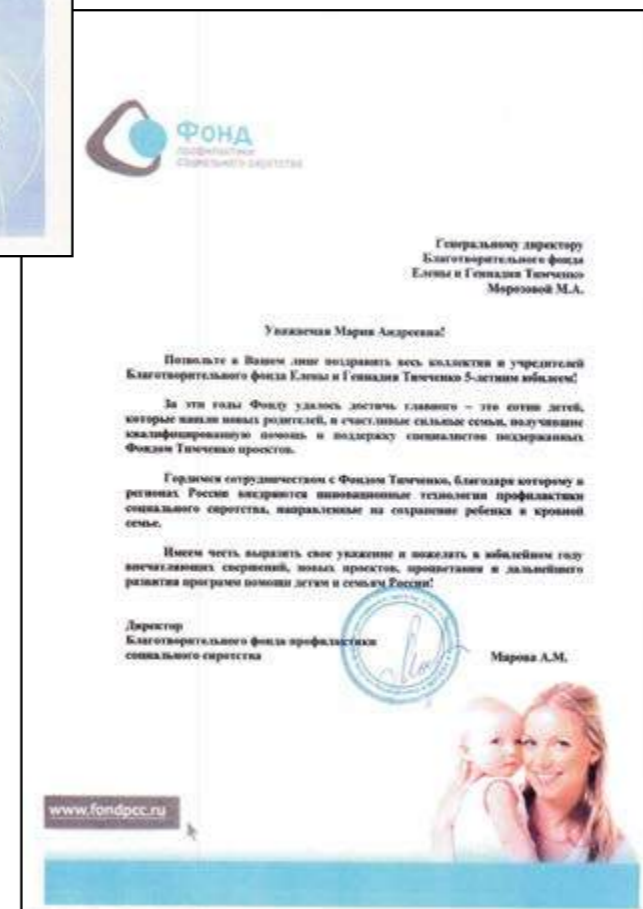 ФОНД
профилактики
социального сиротства
Генеральному директору
Благотворительного фонда
Елены и Геннадия Тимченко
Морозовой М.А.
Уважаемая Мария Андреевна!
Позвольте в Вашем лице поздравить весь коллектив и учредителей
Благотворительного фонда Елены и Геннадия Тимченко 5-летним юбилеем!
За эти годы Фонду удалось достичь главного – это сотни детей,
которые нашли новых родителей, и счастливые сильные семьи, получившие
квалифицированную помощь и поддержку специалистов поддержанных
Фондом Тимченко проектов.
Гордимся сотрудничеством с Фондом Тимченко, благодаря которому в
регионах России внедряются инновационные технологии профилактики
социального сиротства, направленные на сохранение ребенка в кровной
семье.
Имеем честь выразить свое уважение и пожелать в юбилейном году
впечатляющих свершений, новых проектов, процветания и дальнейшего
развития программ помощи детям и семьям России!
Директор
Благотворительного фонда профилактики
социального сиротства
Марова А.М.
www.fondpcc.ru